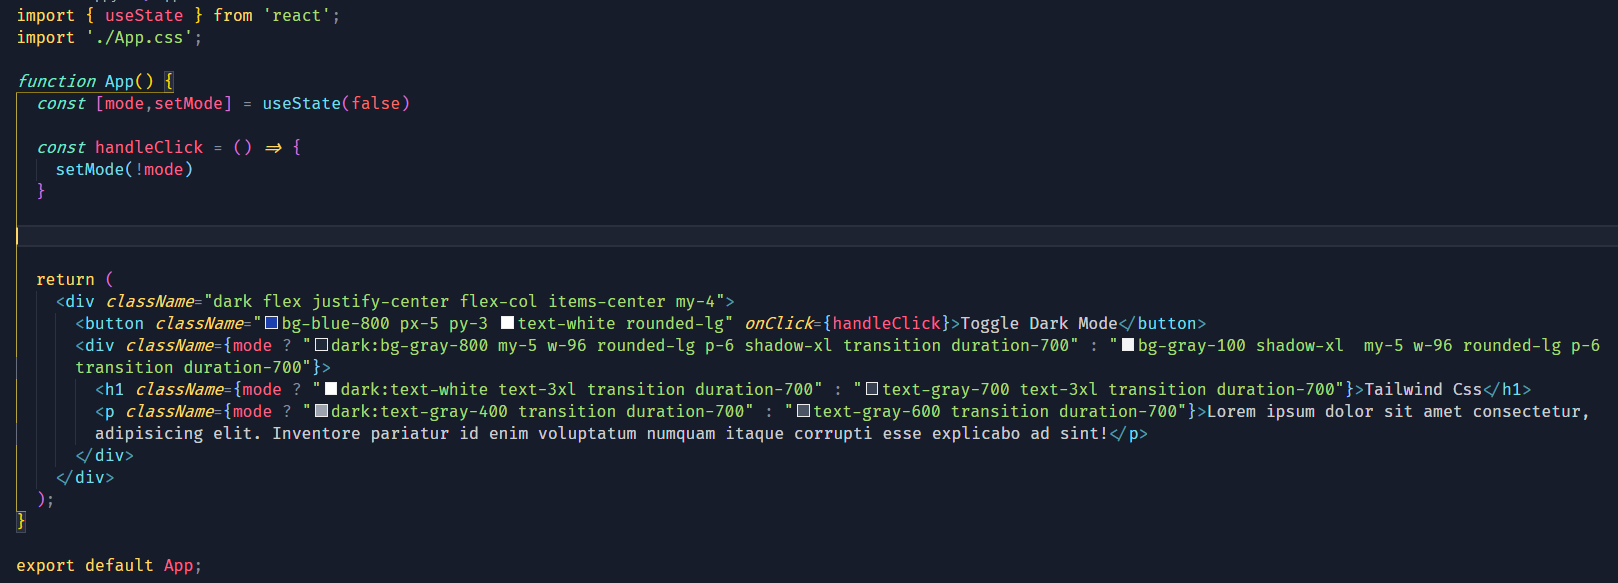 import { useState } from 'react';
import './App.css';
function App() {
const [mode,setMode] = useState(false)
const handleClick = () => {
setMode(!mode)
}
return (
<div className="dark flex justify-center flex-col items-center my-4">
<button className="bg-blue-800 px-5 py-3 text-white rounded-lg" onClick={handleClick}>Toggle Dark Mode</button>
<div className={mode ? "dark:bg-gray-800 my-5 w-96 rounded-lg p-6 shadow-xl transition duration-700" : "bg-gray-100 shadow-xl  my-5 w-96 rounded-lg p-6
transition duration-700"}>
<h1 className={mode ? "dark:text-white text-3xl transition duration-700" : "text-gray-700 text-3xl transition duration-700"}>Tailwind Css</h1>
<p className={mode ? "dark:text-gray-400 transition duration-700" : "text-gray-600 transition duration-700"}>Lorem ipsum dolor sit amet consectetur,
adipisicing elit. Inventore pariatur id enim voluptatum numquam itaque corrupti esse explicabo ad sint!</p>
</div>
</div>
);
}
export default App;